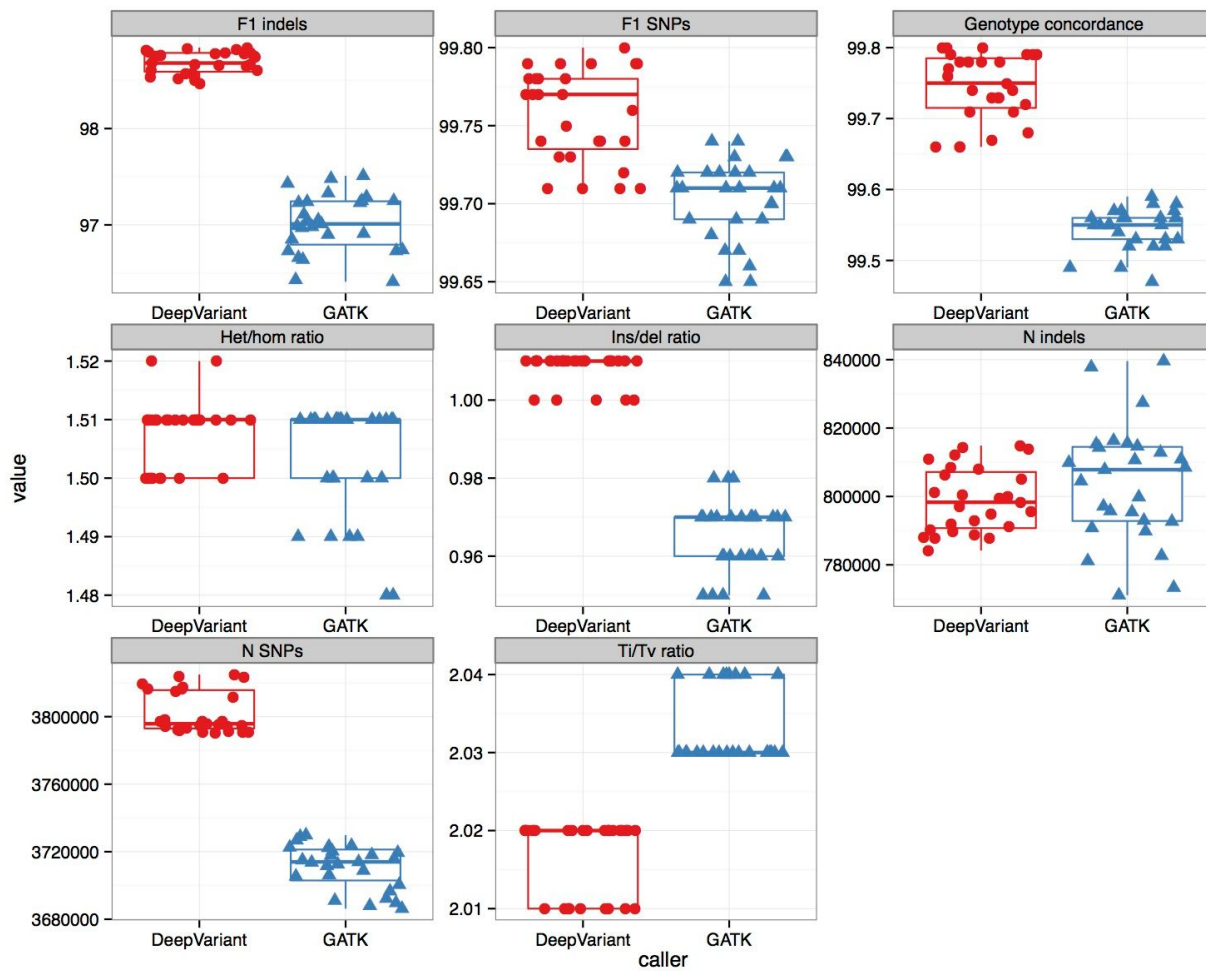 F1 indels
F1 SNPs
Genotype concordance
98
97
99.80
99.75
99.70
99.65
99.8
99.7
99.6
99.5
DeepVariant GATK
DeepVariant GATK
DeepVariant GATK
Het/hom ratio
Ins/del ratio
N indels
1.52
1.51
1.50
1.49
1.48
1.00
0.98
0.96
840000
820000
800000
780000
DeepVariant GATK
DeepVariant GATK
DeepVariant GATK
N SNPs
Ti/Tv ratio
3800000
3760000
3720000
3680000
2.04
2.03
2.02
2.01
DeepVariant GATK
DeepVariant GATK
value
caller